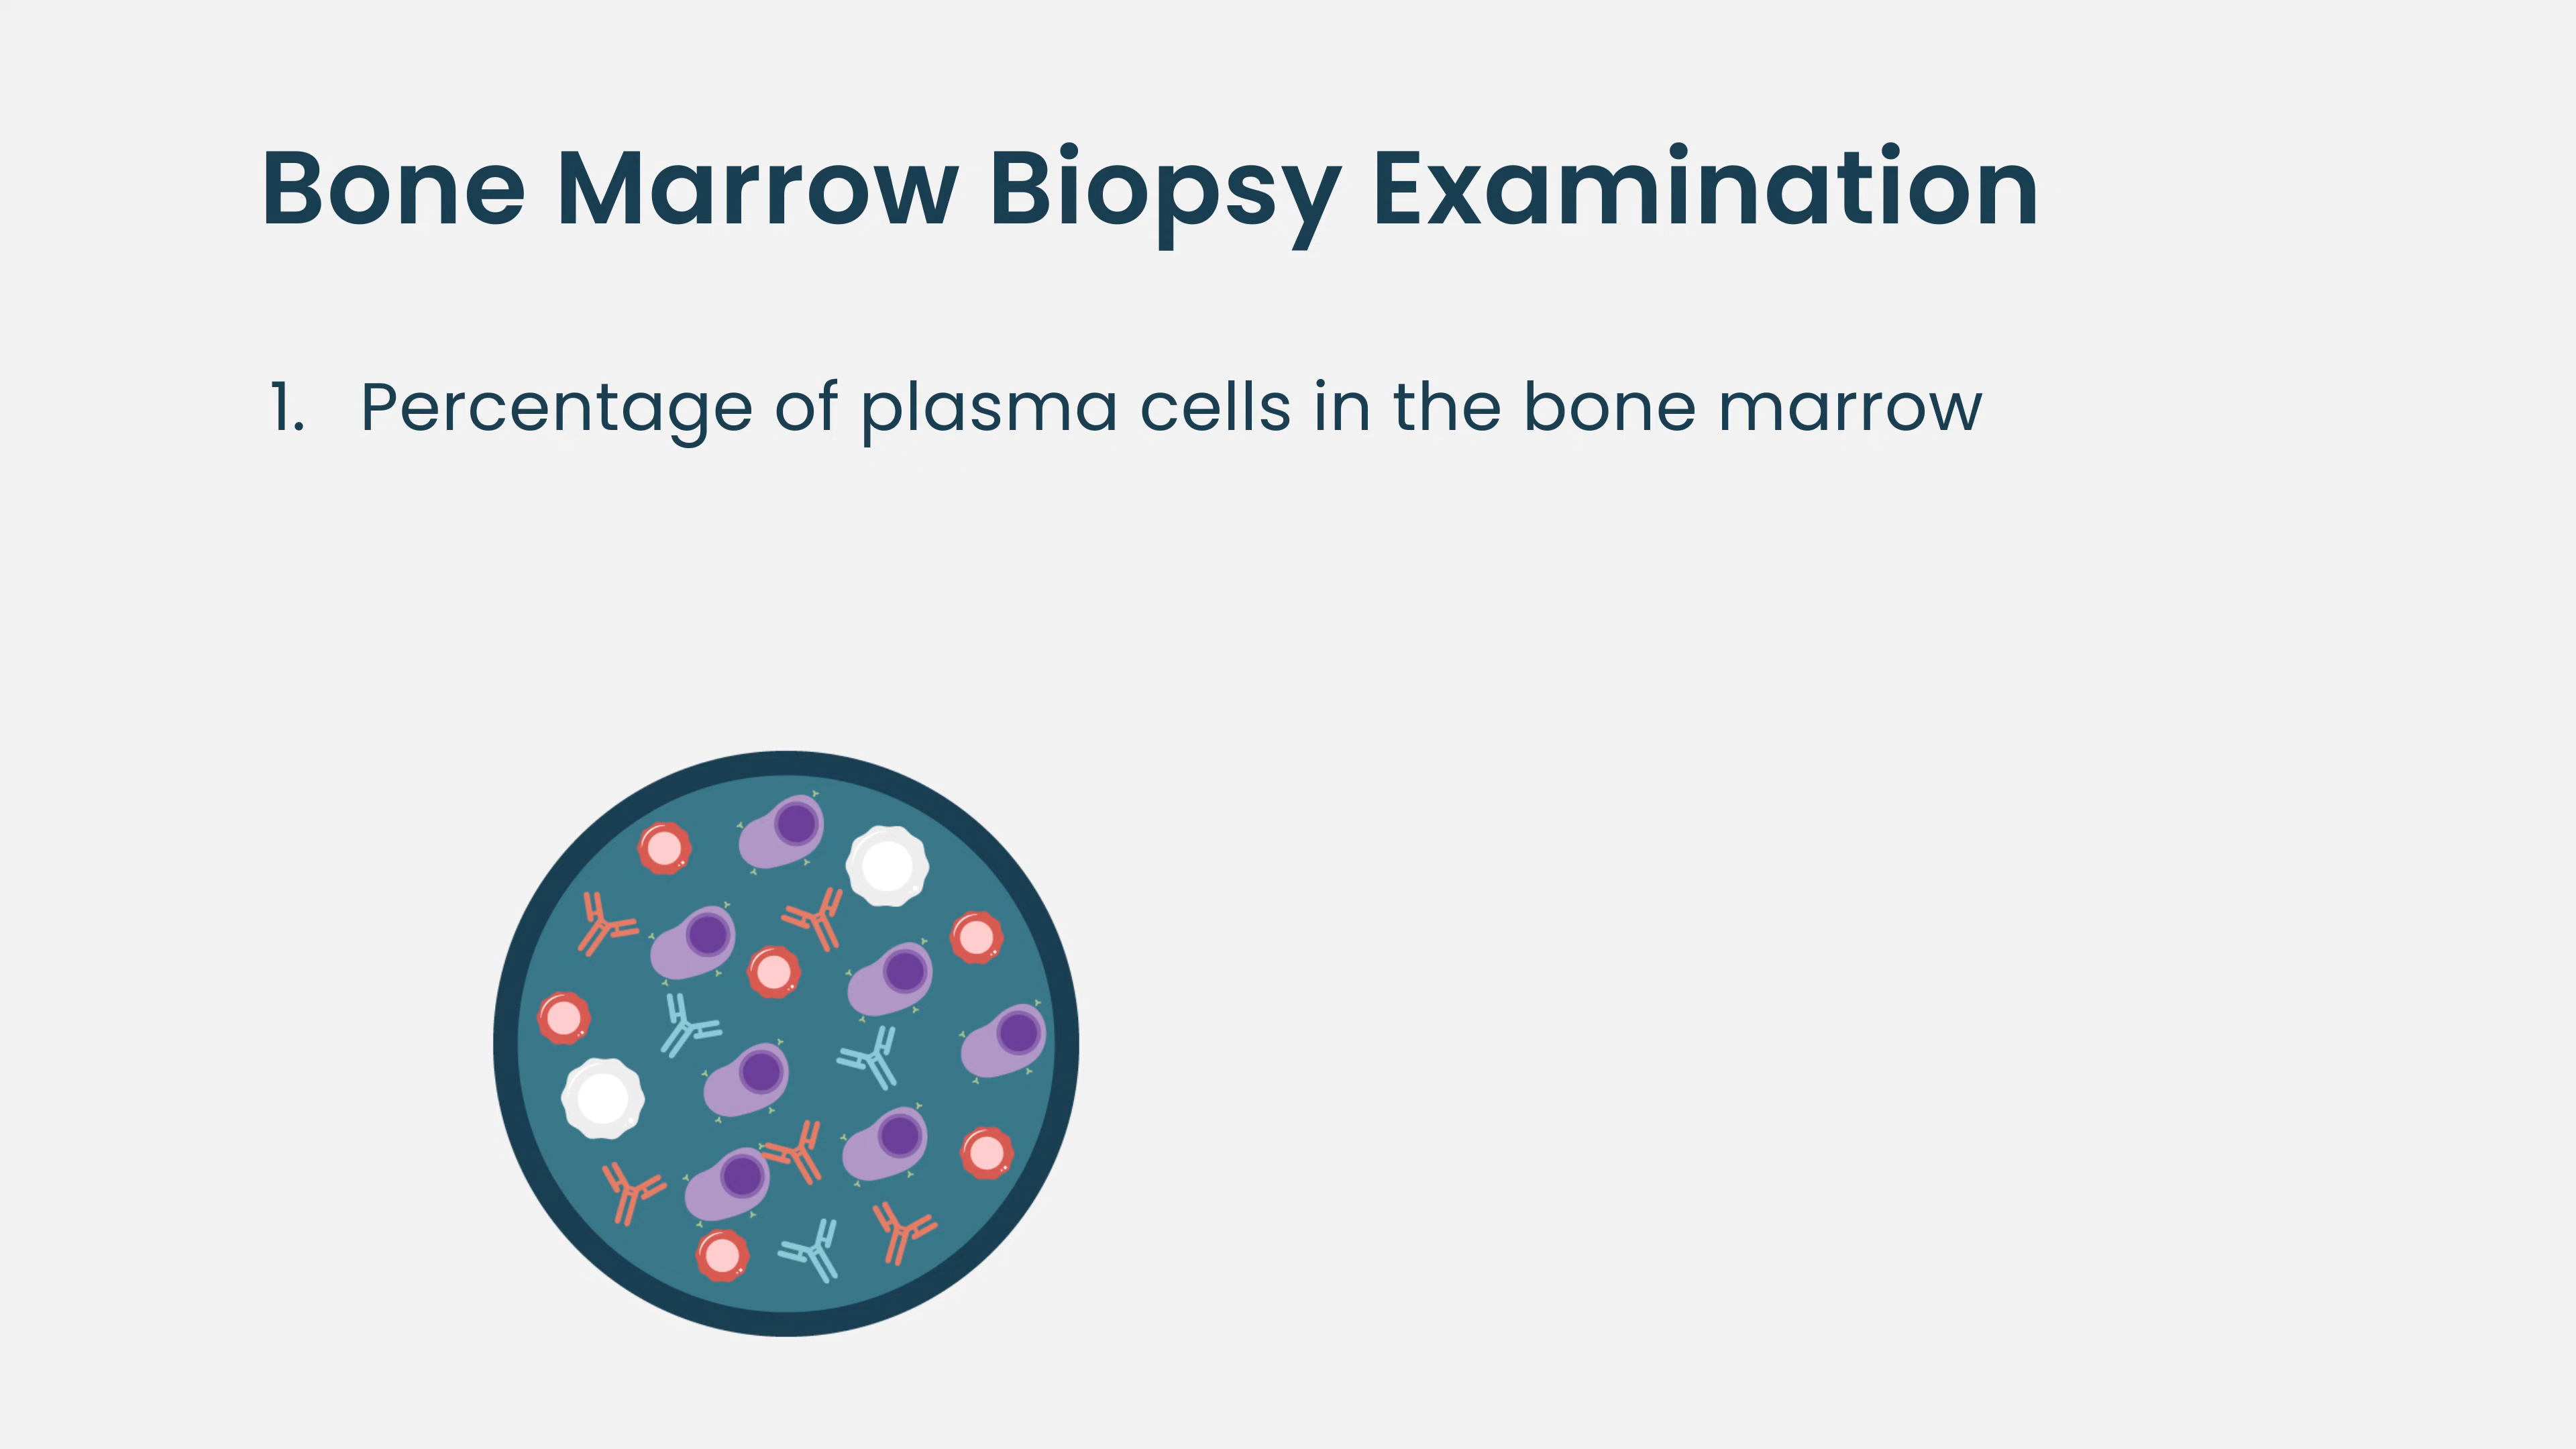 Bone Marrow Biopsy Examination
1. Percentage of plasma cells in the bone marrow